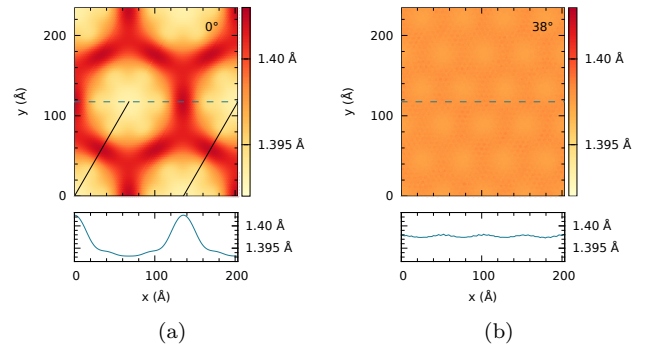 0°
y (Å)
200
100
0
1.40 Å
1.395 Å
1.40 Å
1.395 Å
0 100 200
x (Å)
(a)
38°
y (Å)
200
100
0
1.40 Å
1.395 Å
1.40 Å
1.395 Å
0 100 200
x (Å)
(b)